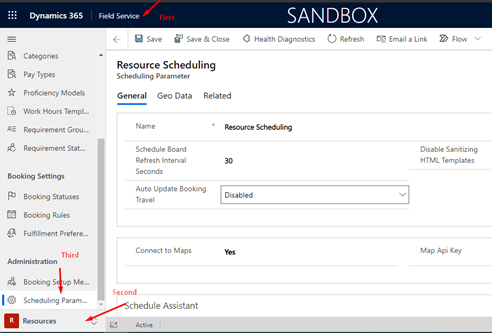 Dynamics 365
Field Service
First
SANDBOX
Save
Save & Close
Health Diagnostics
Refresh
Email a Link
Flow
Categories
Pay Types
Proficiency Models
Work Hours Templ...
Requirement Grou...
Requirement Stat...
Booking Settings
Booking Statuses
Booking Rules
Fulfillment Prefere...
Administration
Third
Booking Setup Me...
Scheduling Param...
Second
R
Resources
Resource Scheduling
Scheduling Parameter
General
Geo Data
Related
Name
*
Resource Scheduling
Schedule Board
Refresh Interval
Seconds
30
Disable Sanitizing
HTML Templates
Auto Update Booking
Travel
Disabled
Connect to Maps
Yes
Map Api Key
Schedule Assistant
Active